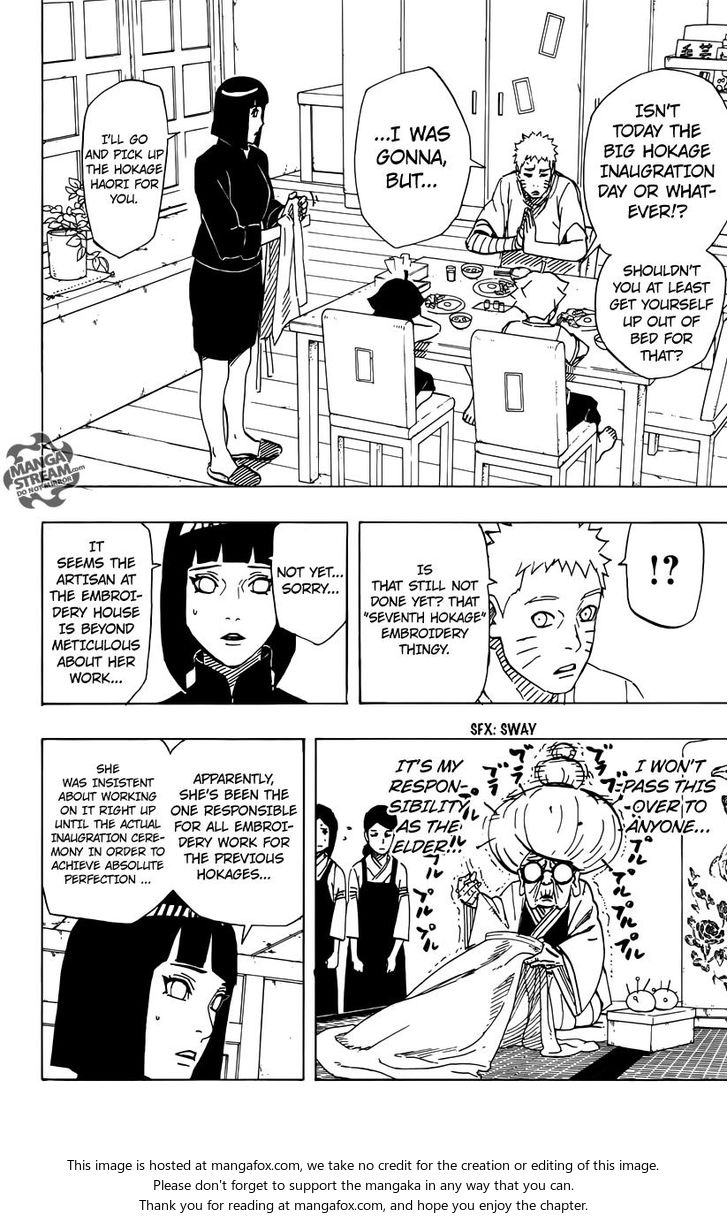 ISN'T
TODAY THE
BIG HOKAGE
INAUGRATION
DAY OR WHAT-
EVER!?
SHOULDN'T
YOU AT LEAST
GET YOURSELF
UP OUT OF
BED FOR
THAT?
...I WAS
GONNA,
BUT...
I'LL GO
AND PICK UP
THE HOKAGE
HAORI FOR
YOU.
MANGA
STREAM.com
DO NOT MIRROR!
!?
IS
THAT STILL NOT
DONE YET? THAT
"SEVENTH HOKAGE"
EMBROIDERY
THINGY.
NOT YET...
SORRY...
IT
SEEMS THE
ARTISAN AT
THE EMBROI-
DERY HOUSE
IS BEYOND
METICULOUS
ABOUT HER
WORK...
SFX: SWAY
I WON'T
PASS THIS
OVER TO
ANYONE...
IT'S MY
RESPON-
SIBILITY
AS THE
ELDER!!
APPARENTLY,
SHE'S BEEN THE
ONE RESPONSIBLE
FOR ALL EMBROI-
DERY WORK FOR
THE PREVIOUS
HOKAGES...
SHE
WAS INSISTENT
ABOUT WORKING
ON IT RIGHT UP
UNTIL THE ACTUAL
INAUGRATION CERE-
MONY IN ORDER TO
ACHIEVE ABSOLUTE
PERFECTION ...
This image is hosted at mangafox.com, we take no credit for the creation or editing of this image.
Please don't forget to support the mangaka in any way that you can.
Thank you for reading at mangafox.com, and hope you enjoy the chapter.